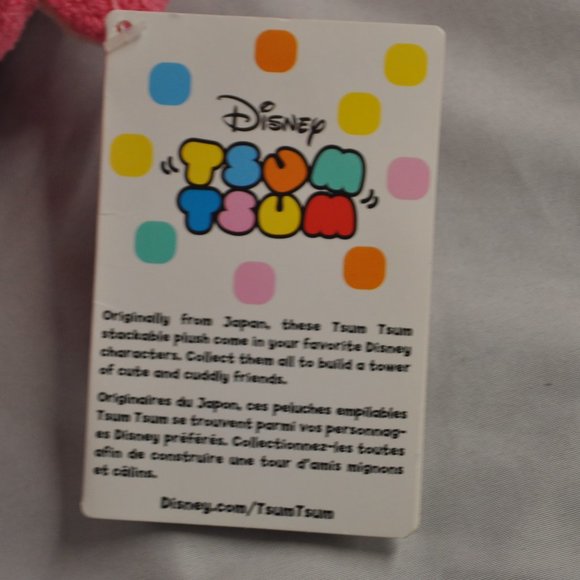 Disney
TSUM
TSUM
Originally from Japan, these Tsum Tsum
stackable plush come in your favorite Disney
characters. Collect them all to build a tower
of cute and cuddly friends.
Originaires du Japon, ces peluches empilables
Tsum Tsum se trouvent parmi vos personnag-
es Disney préférés. Collectionnez-les toutes
afin de construire une tour d'amis mignons
et câlins.
Disney.com/TsumTsum